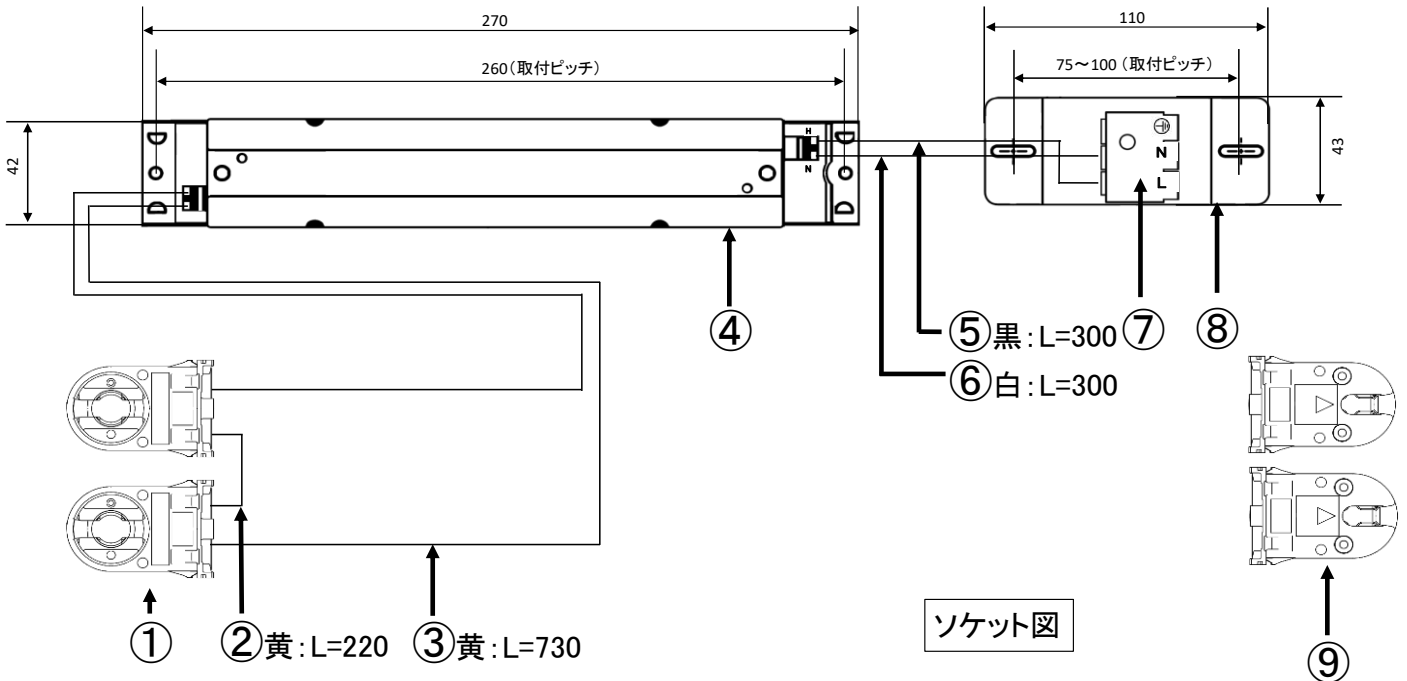 270
110
260(取付ピッチ)
75～100 (取付ピッチ)
42
43
H
N
N
L
④
⑤黒:L=300
⑦
⑧
⑥白:L=300
①
②黄:L=220
③黄:L=730
ソケット図
⑨